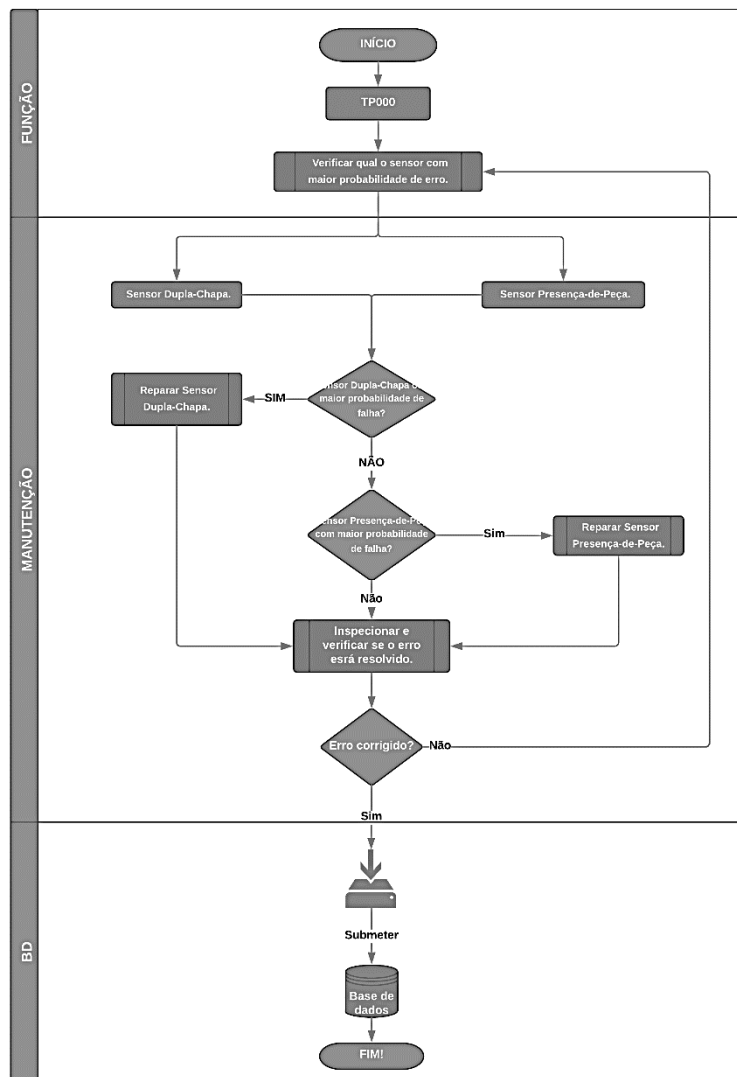 INÍCIO
FUNÇÃO
TP000
Verificar qual o sensor com
maior probabilidade de erro.
Sensor Dupla-Chapa.
Sensor Presença-de-Peça.
Reparar Sensor
Dupla-Chapa.
SIM
Dupla-Chapa
maior probabilidade de
falha?
NÃO
MANUTENÇÃO
com maior probabilidade
de falha?
Sim
Reparar Sensor
Presença-de-Peça.
Não
Inspecionar e
verificar se o erro
esrá resolvido.
Erro corrigido?
Não
Sim
BD
Submeter
Base de
dados
FIM!